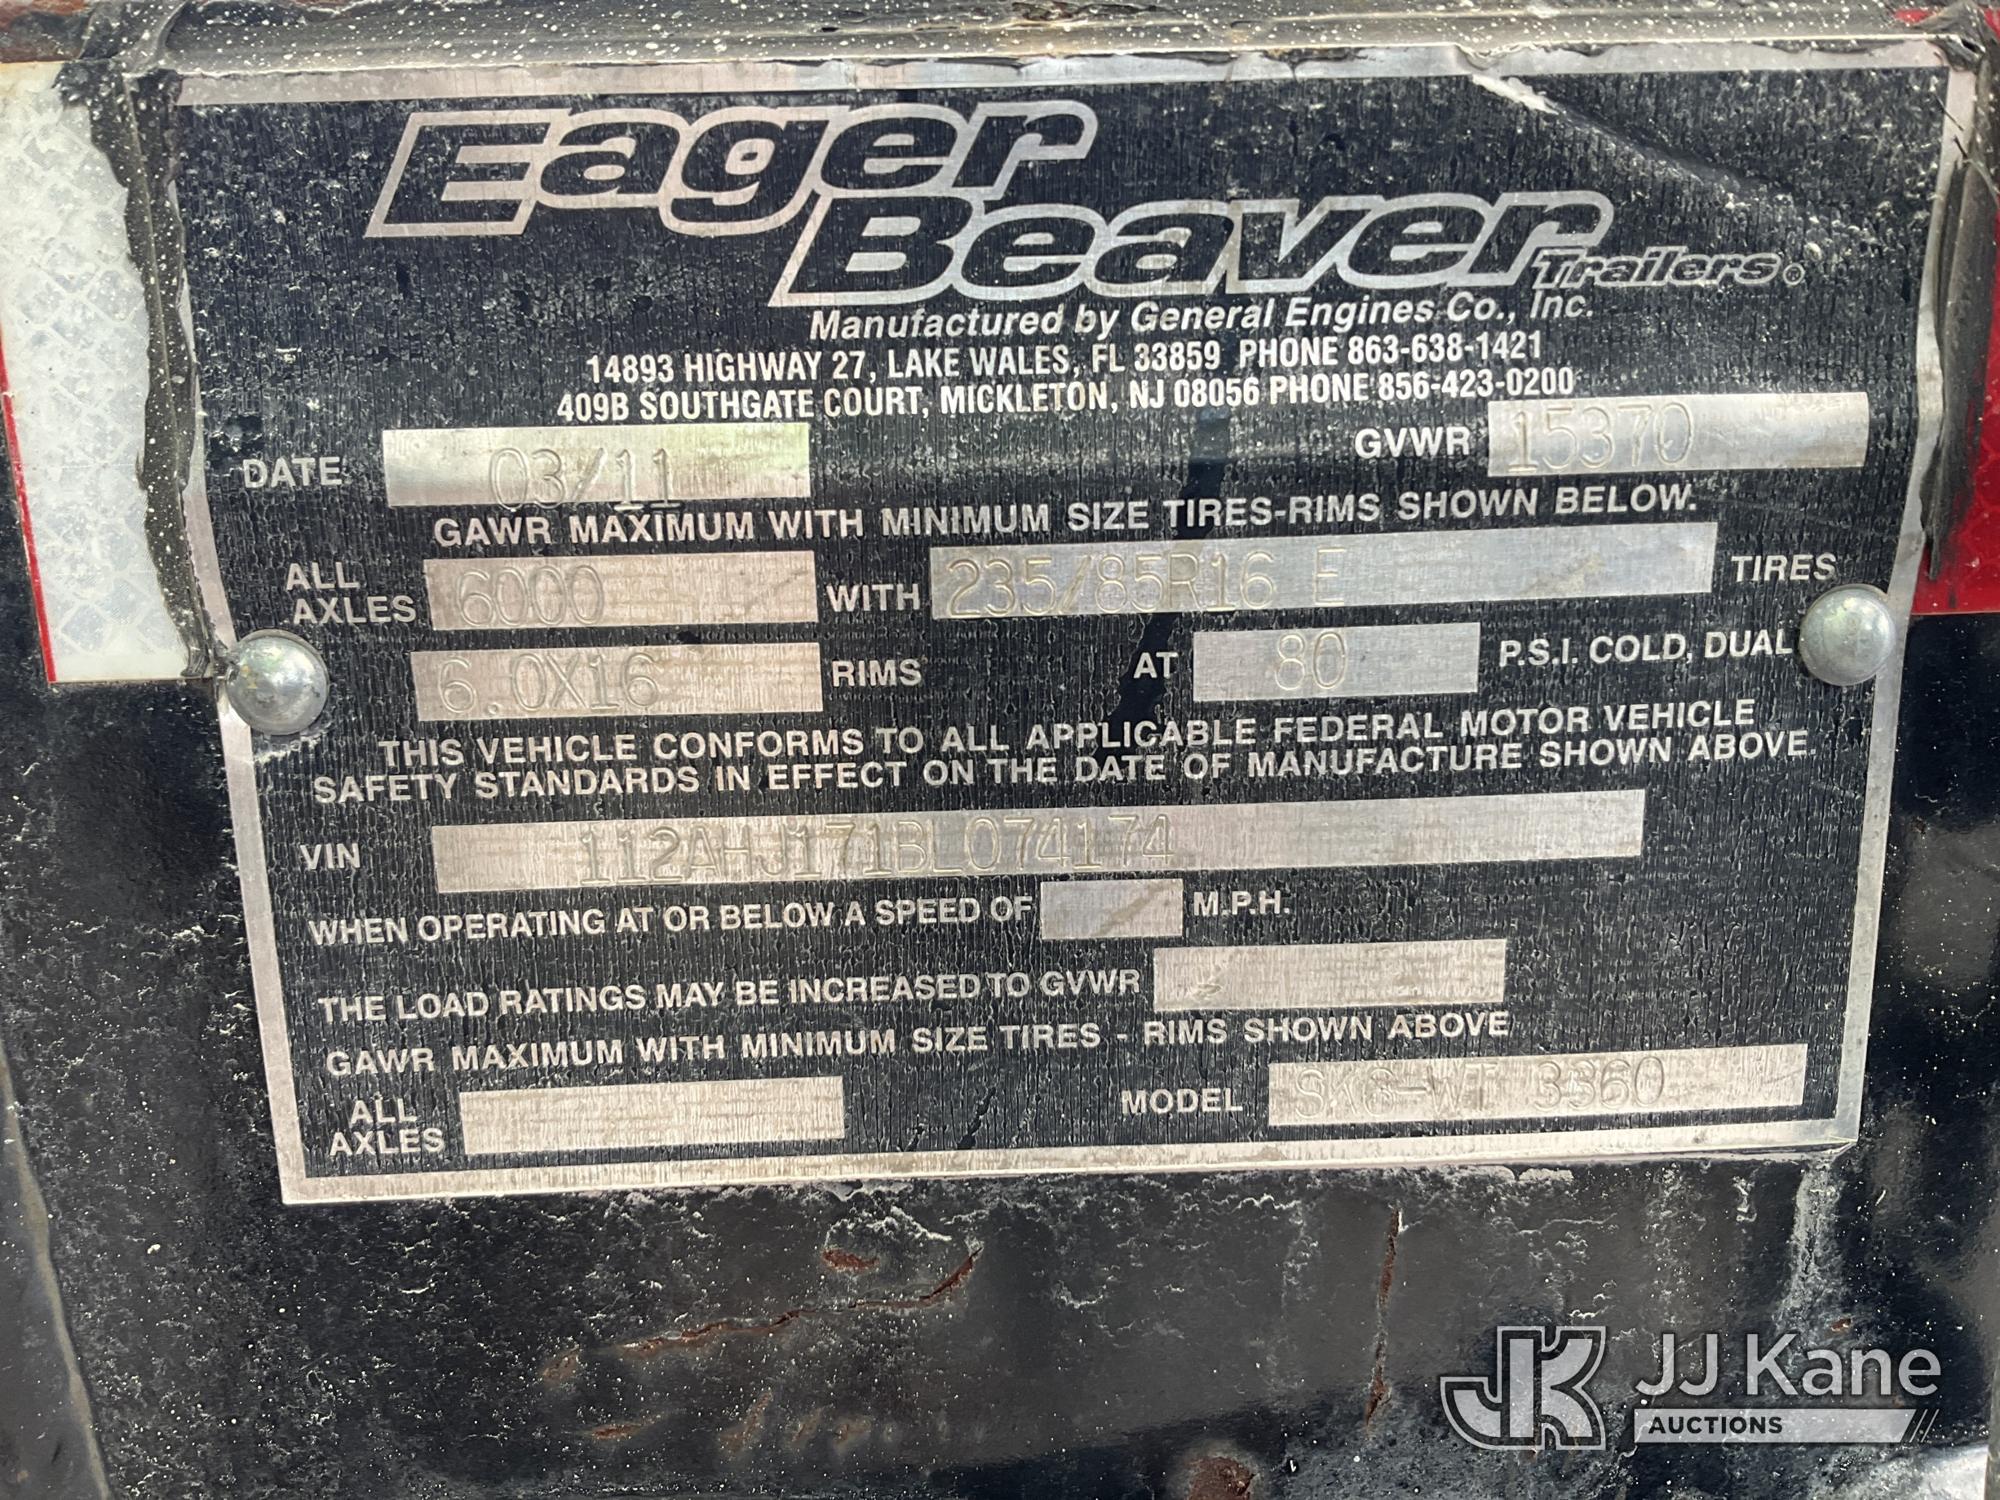 Eager
Beaver Trailers®
Manufactured by General Engines Co., Inc.
14893 HIGHWAY 27, LAKE WALES, FL 33859 PHONE 863-638-1421
409B SOUTHGATE COURT, MICKLETON, NJ 08056 PHONE 856-423-0200
DATE 03/11 GVWR 15370
GAWR MAXIMUM WITH MINIMUM SIZE TIRES-RIMS SHOWN BELOW.
ALL AXLES 6000 WITH 235/85R16 E TIRES
6.0X16 RIMS AT 80 P.S.I. COLD, DUAL
THIS VEHICLE CONFORMS TO ALL APPLICABLE FEDERAL MOTOR VEHICLE
SAFETY STANDARDS IN EFFECT ON THE DATE OF MANUFACTURE SHOWN ABOVE.
VIN 112AHJ171BL074174
WHEN OPERATING AT OR BELOW A SPEED OF M.P.H.
THE LOAD RATINGS MAY BE INCREASED TO GVWR
GAWR MAXIMUM WITH MINIMUM SIZE TIRES - RIMS SHOWN ABOVE
ALL AXLES MODEL 3360
JK JJ Kane
AUCTIONS